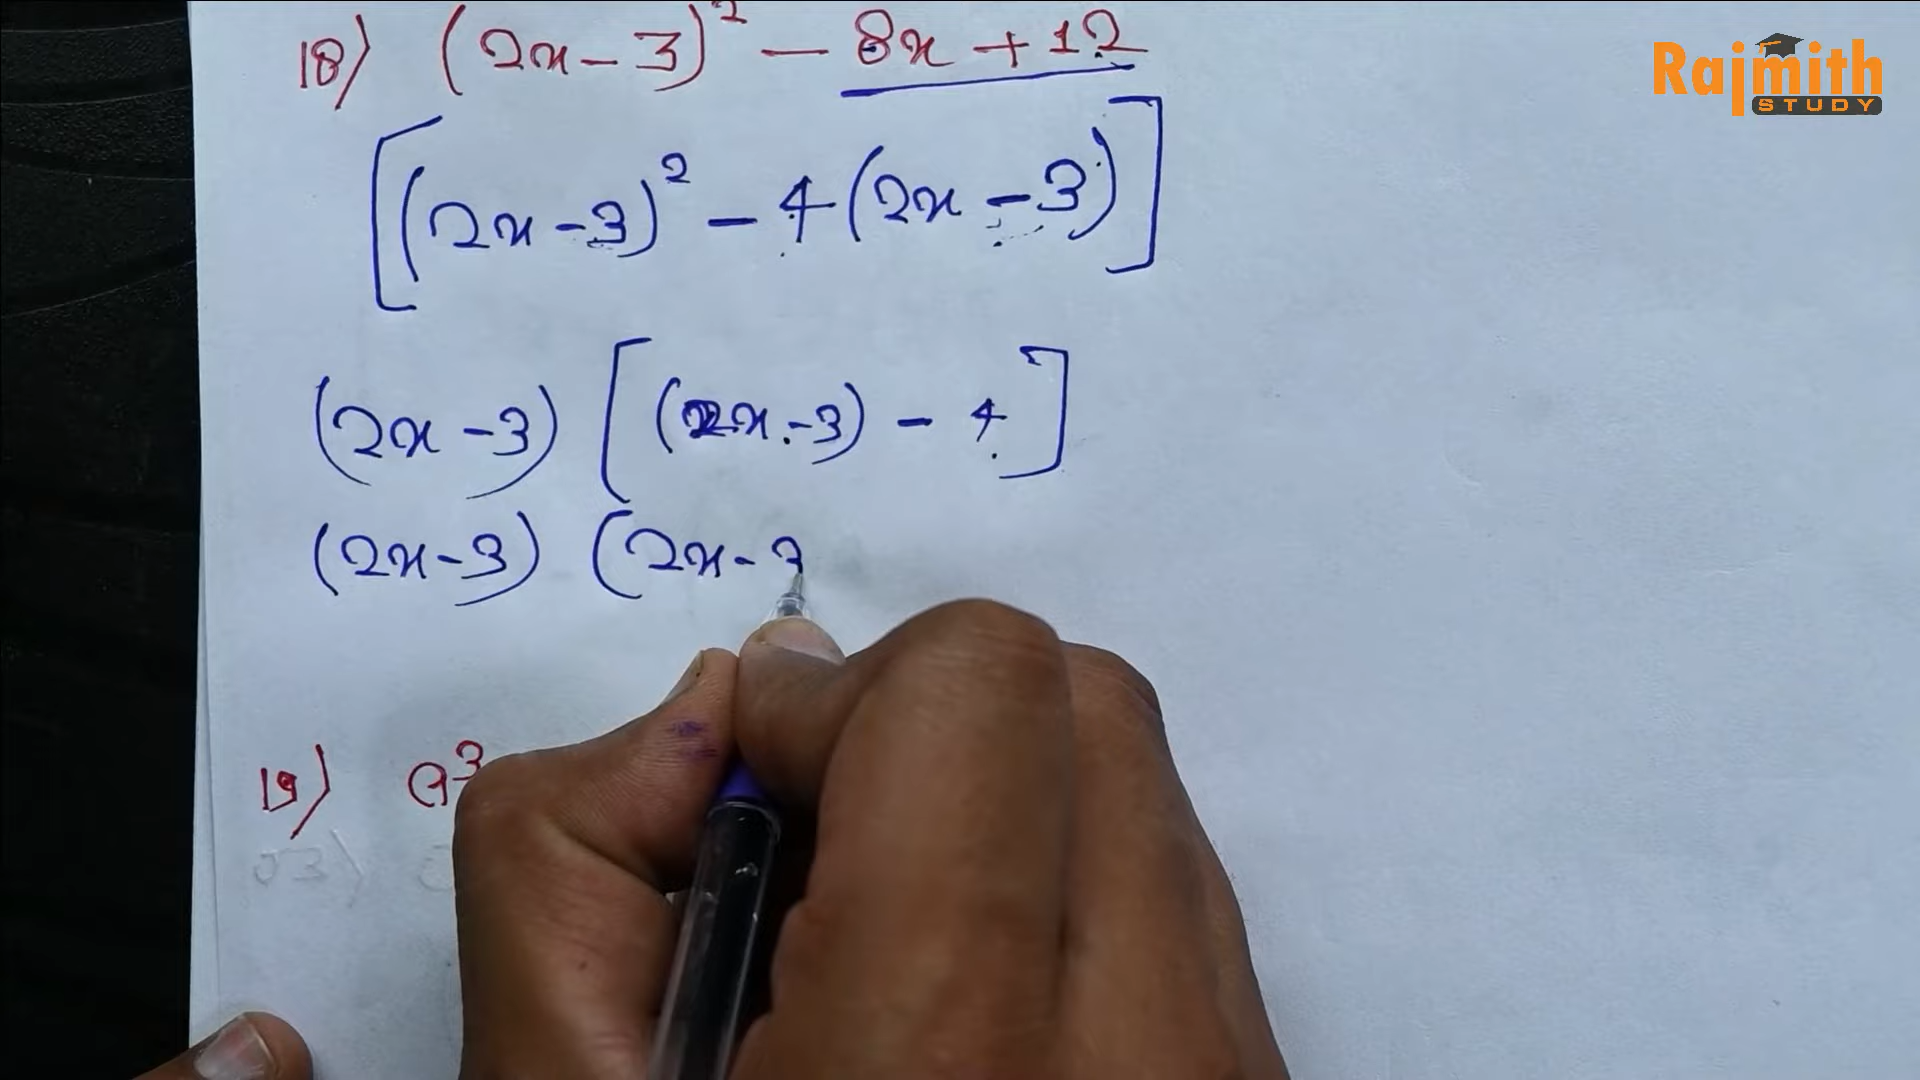 Rajmith
STUDY
18) (2x - 3)² - 8x + 12
[(2x - 3)² - 4(2x - 3)]
(2x - 3) [(2x - 3) - 4]
(2x - 3) (2x - 3
19) a³